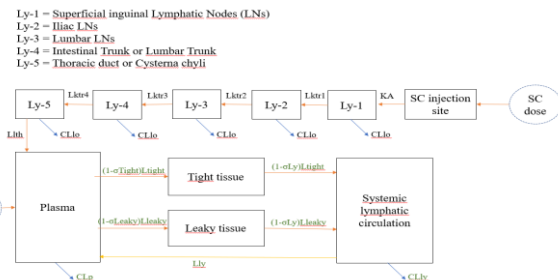 Ly-1 = Superficial inguinal Lymphatic Nodes (LNs)
Ly-2 = Iliac LNs
Ly-3 = Lumbar LNs
Ly-4 = Intestinal Trunk or Lumbar Trunk
Ly-5 = Thoracic duct or Cysterna chyli
Ly-5 Lktr4 Ly-4 Lktr3 Ly-3 Lktr2 Ly-2 Lktr1 Ly-1 KA SC injection site SC dose
Llth CLlo CLlo CLlo CLlo CLlo
(1-σTight)Ltight Tight tissue (1-σLy)Ltight
Plasma
Systemic lymphatic circulation
(1-σLeaky)Lleaky Leaky tissue (1-σLy)Lleaky
Lly
CLp CLly